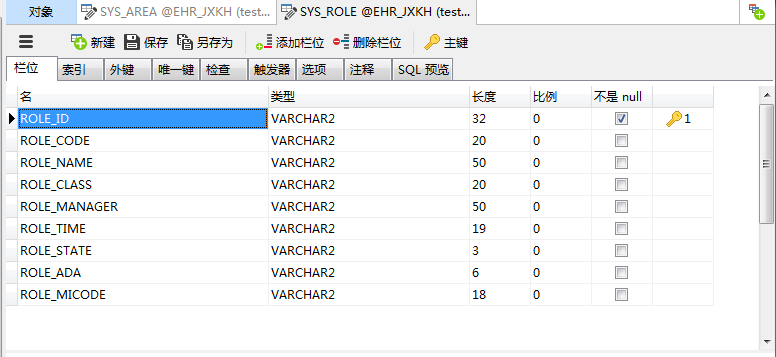 对象 SYS_AREA @EHR_JXKH (test... SYS_ROLE @EHR_JXKH (test...
新建 保存 另存为 添加栏位 删除栏位 主键
栏位 索引 外键 唯一键 检查 触发器 选项 注释 SQL 预览
名 类型 长度 比例 不是 null
ROLE_ID VARCHAR2 32 0 1
ROLE_CODE VARCHAR2 20 0
ROLE_NAME VARCHAR2 50 0
ROLE_CLASS VARCHAR2 20 0
ROLE_MANAGER VARCHAR2 50 0
ROLE_TIME VARCHAR2 19 0
ROLE_STATE VARCHAR2 3 0
ROLE_ADA VARCHAR2 6 0
ROLE_MICODE VARCHAR2 18 0